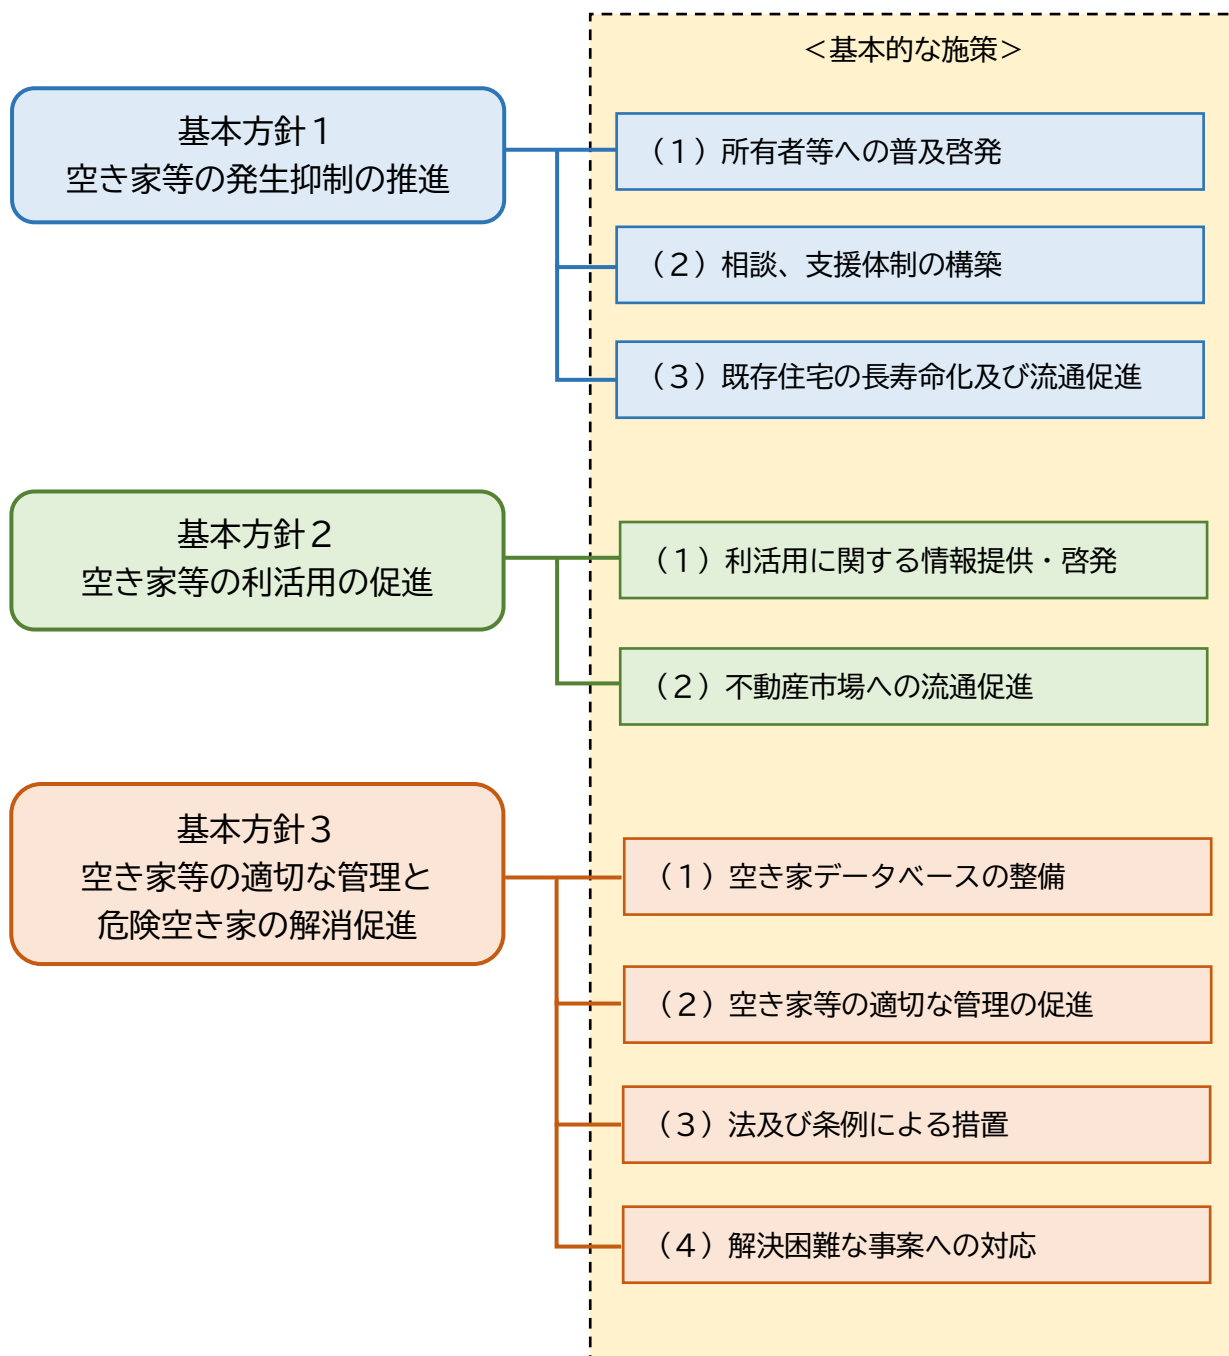 ＜基本的な施策＞
基本方針１
空き家等の発生抑制の推進
（１）所有者等への普及啓発
（２）相談、支援体制の構築
（３）既存住宅の長寿命化及び流通促進
基本方針２
空き家等の利活用の促進
（１）利活用に関する情報提供・啓発
（２）不動産市場への流通促進
基本方針３
空き家等の適切な管理と
危険空き家の解消促進
（１）空き家データベースの整備
（２）空き家等の適切な管理の促進
（３）法及び条例による措置
（４）解決困難な事案への対応